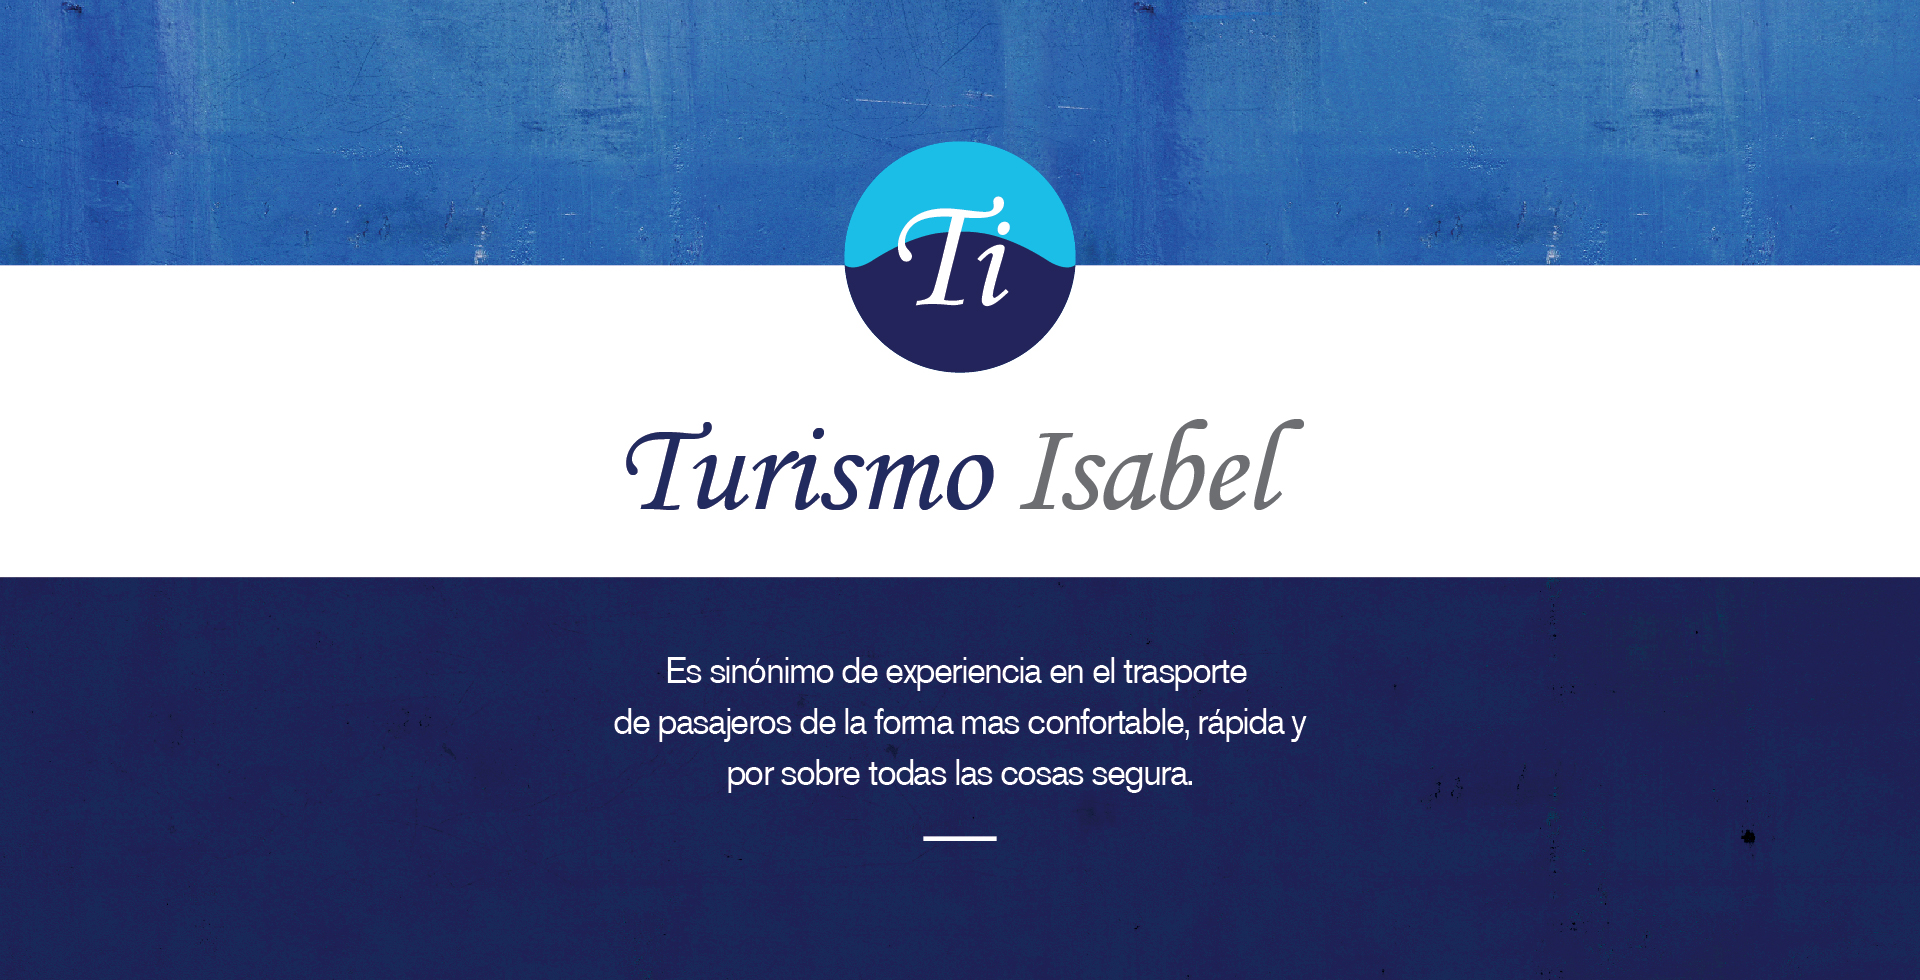 Ti
Turismo Isabel
Es sinónimo de experiencia en el trasporte
de pasajeros de la forma mas confortable, rápida y
por sobre todas las cosas segura.